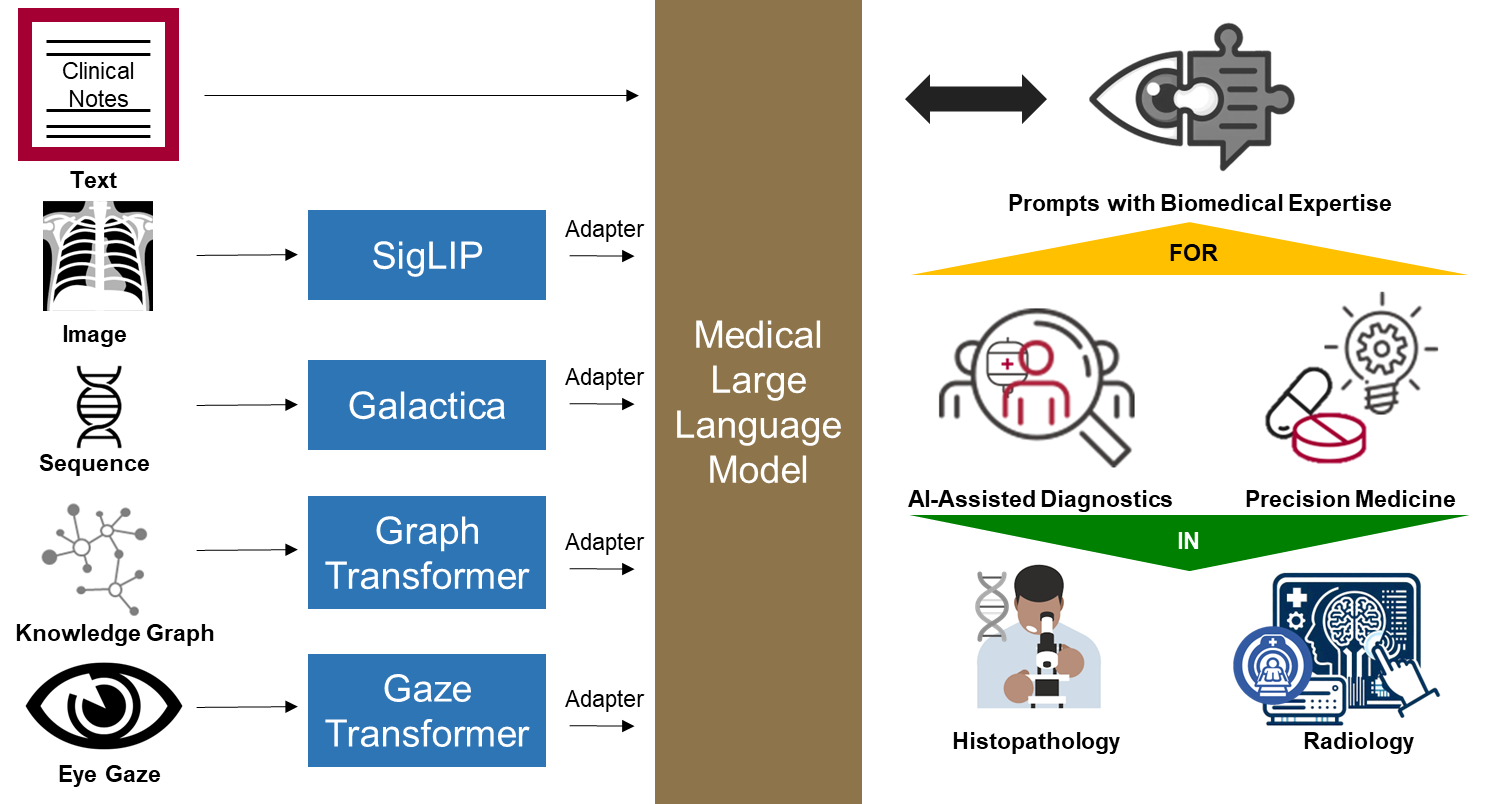 Clinical
Notes
Text
Image
Sequence
Knowledge Graph
Eye Gaze
SigLIP
Galactica
Graph
Transformer
Gaze
Transformer
Adapter
Adapter
Adapter
Adapter
Medical
Large
Language
Model
Prompts with Biomedical Expertise
FOR
AI-Assisted Diagnostics
Precision Medicine
IN
Histopathology
Radiology